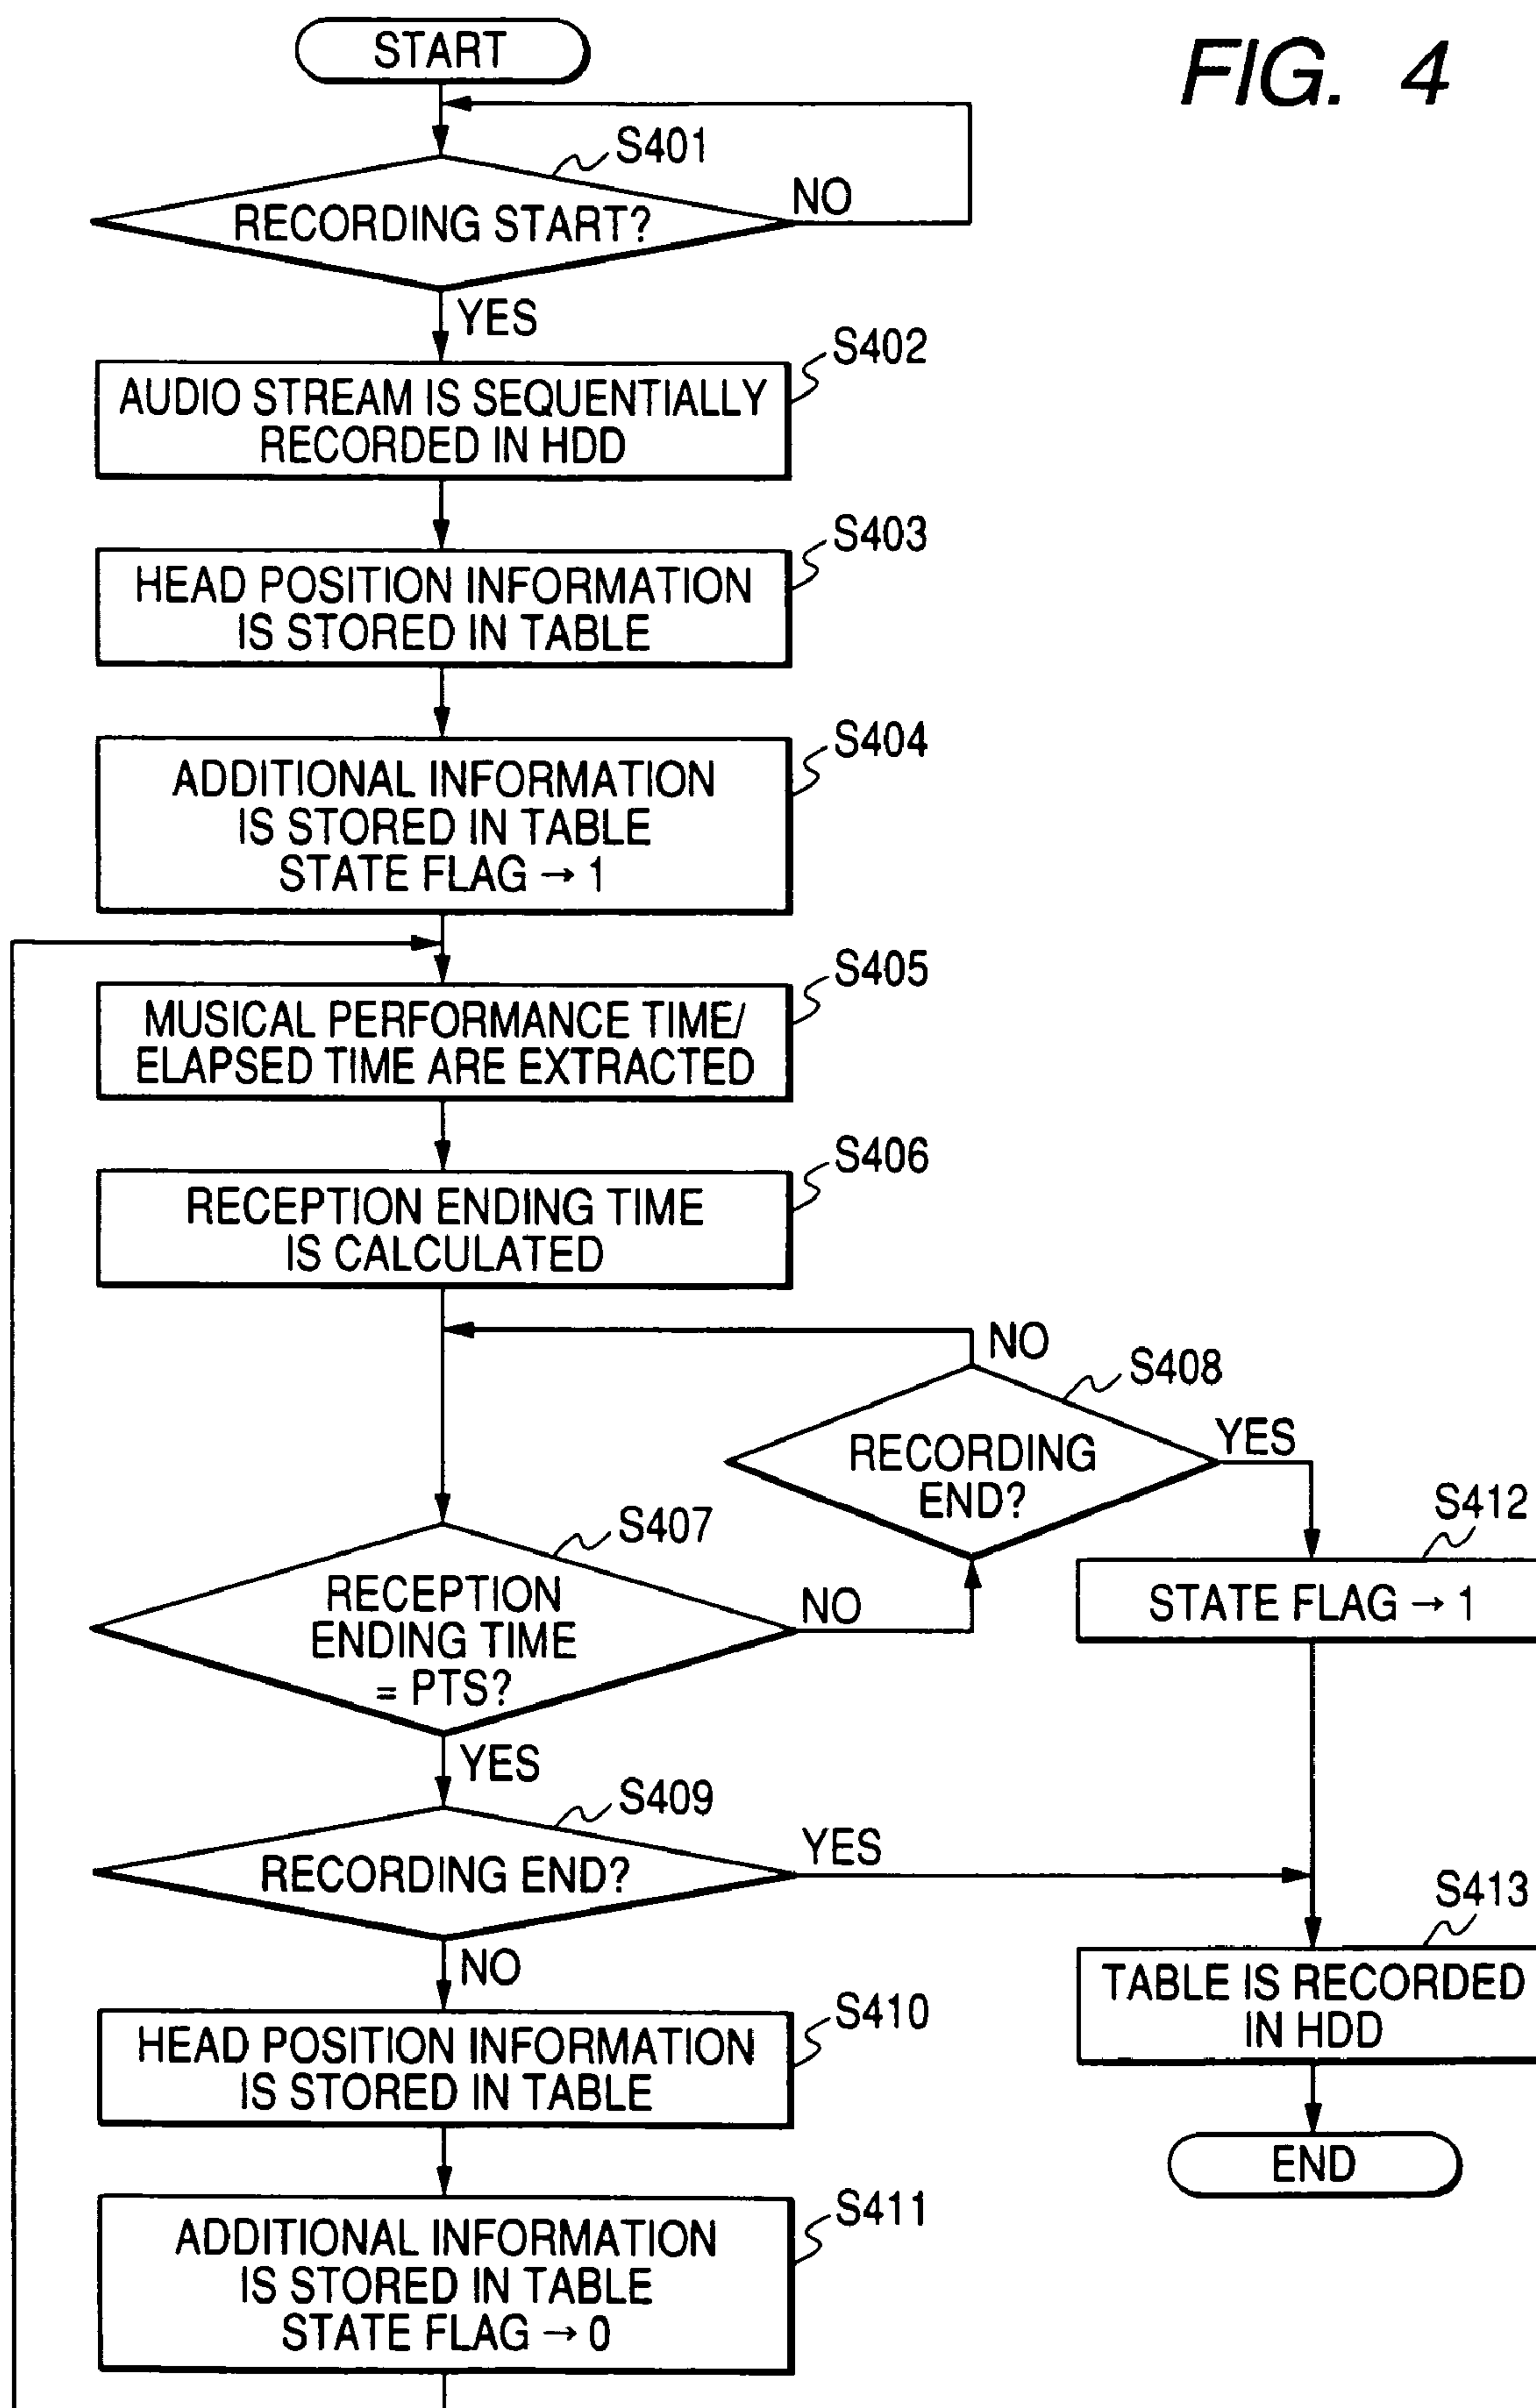 FIG. 4
START
S401
RECORDING START?
NO
YES
S402
AUDIO STREAM IS SEQUENTIALLY
RECORDED IN HDD
S403
HEAD POSITION INFORMATION
IS STORED IN TABLE
S404
ADDITIONAL INFORMATION
IS STORED IN TABLE
STATE FLAG → 1
S405
MUSICAL PERFORMANCE TIME/
ELAPSED TIME ARE EXTRACTED
S406
RECEPTION ENDING TIME
IS CALCULATED
NO
S408
RECORDING
END?
YES
S412
STATE FLAG → 1
S407
RECEPTION
ENDING TIME
= PTS?
NO
YES
S409
RECORDING END?
YES
NO
S413
TABLE IS RECORDED
IN HDD
END
S410
HEAD POSITION INFORMATION
IS STORED IN TABLE
S411
ADDITIONAL INFORMATION
IS STORED IN TABLE
STATE FLAG → 0